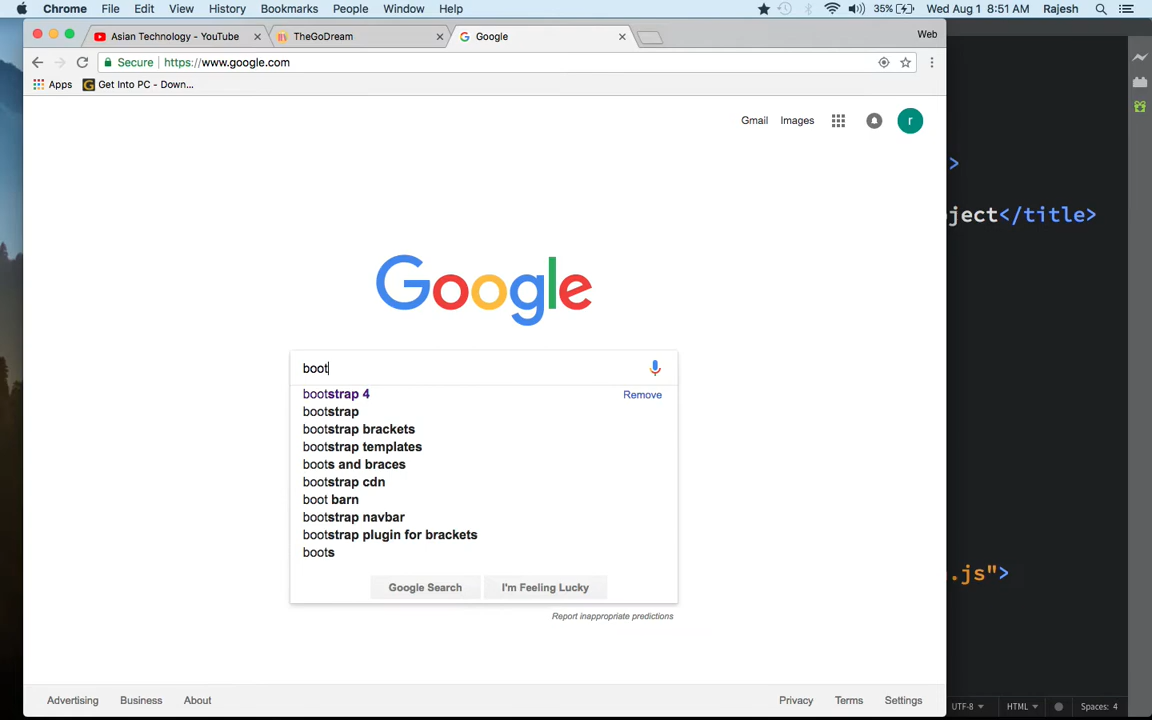 Chrome File Edit View History Bookmarks People Window Help 35% Wed Aug 1 8:51 AM Rajesh
Asian Technology - YouTube TheGoDream Google Web
Secure https://www.google.com
Apps Get Into PC - Down...
Gmail Images r
>
ject</title>
Google
boot
bootstrap 4 Remove
bootstrap
bootstrap brackets
bootstrap templates
boots and braces
bootstrap cdn
boot barn
bootstrap navbar
bootstrap plugin for brackets
boots
.js">
Google Search I'm Feeling Lucky
Report inappropriate predictions
Advertising Business About Privacy Terms Settings
UTF-8 HTML Spaces: 4